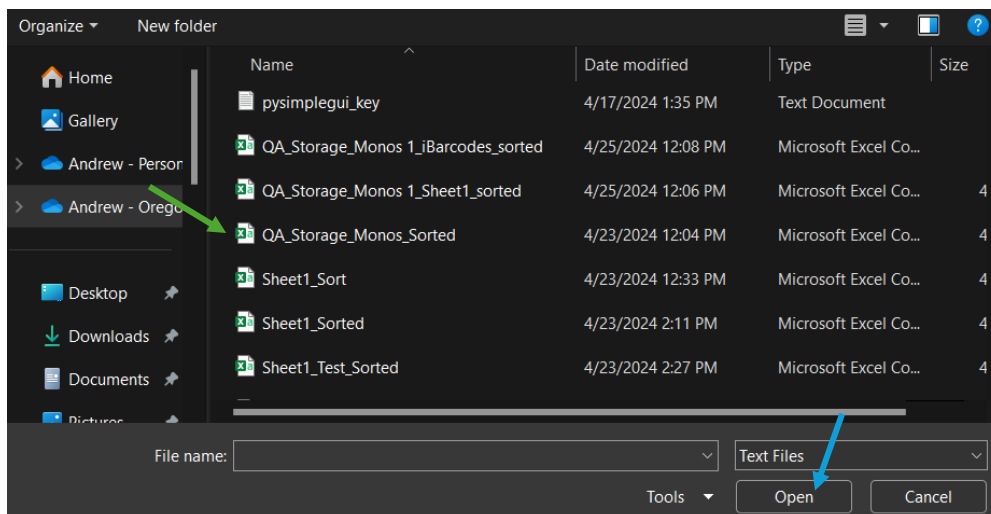 Organize New folder
Name Date modified Type Size
Home
Gallery
Andrew - Person
Andrew - Orego
Desktop
Downloads
Documents
Pictures
pysimplegui_key 4/17/2024 1:35 PM Text Document
QA_Storage_Monos 1_iBarcodes_sorted 4/25/2024 12:08 PM Microsoft Excel Co...
QA_Storage_Monos 1_Sheet1_sorted 4/25/2024 12:06 PM Microsoft Excel Co... 4
QA_Storage_Monos_Sorted 4/23/2024 12:04 PM Microsoft Excel Co...
Sheet1_Sort 4/23/2024 12:33 PM Microsoft Excel Co... 4
Sheet1_Sorted 4/23/2024 2:11 PM Microsoft Excel Co... 4
Sheet1_Test_Sorted 4/23/2024 2:27 PM Microsoft Excel Co... 4
File name: Text Files
Tools Open Cancel